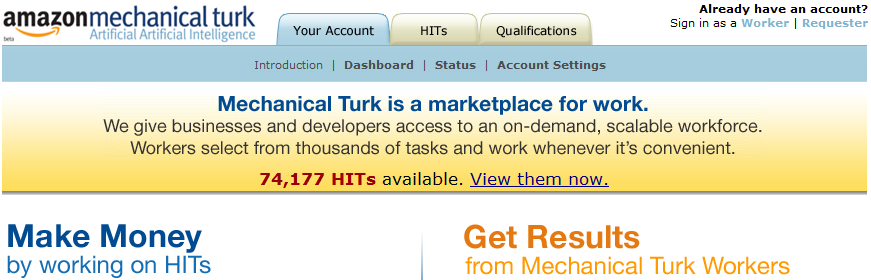 amazonmechanical turk
beta
Artificial Artificial Intelligence
Your Account
HITs
Qualifications
Already have an account?
Sign in as a Worker | Requester
Introduction | Dashboard | Status | Account Settings
Mechanical Turk is a marketplace for work.
We give businesses and developers access to an on-demand, scalable workforce.
Workers select from thousands of tasks and work whenever it's convenient.
74,177 HITs available. View them now.
Make Money
by working on HITs
Get Results
from Mechanical Turk Workers